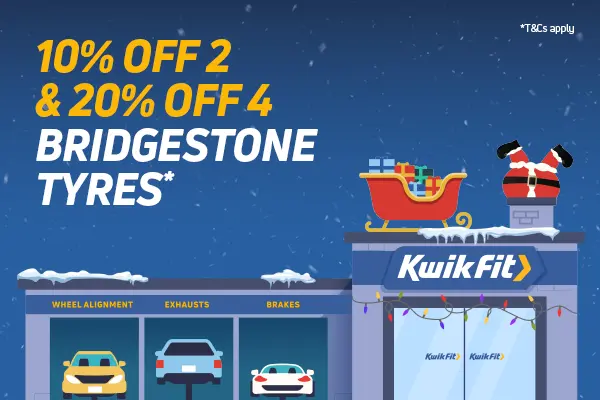 *T&Cs apply
10% OFF 2
& 20% OFF 4
BRIDGESTONE
TYRES*
KwikFit
WHEEL ALIGNMENT EXHAUSTS BRAKES
KwikFit KwikFit